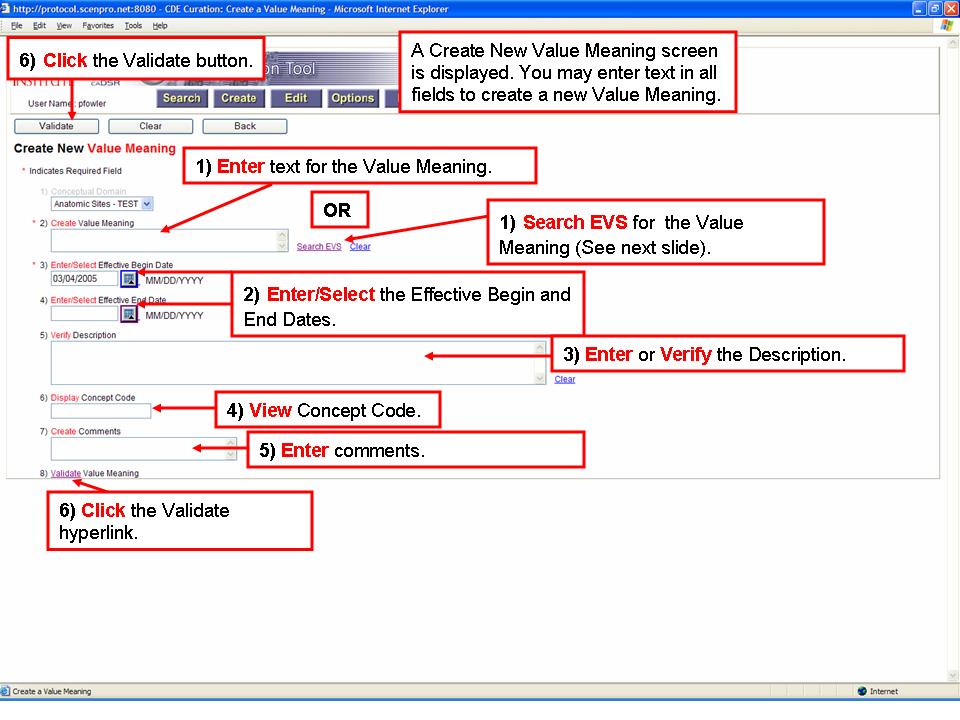 http://protocol.scenpro.net:8080 - CDE Curation: Create a Value Meaning - Microsoft Internet Explorer
File Edit View Favorites Tools Help
6) Click the Validate button.
A Create New Value Meaning screen
is displayed. You may enter text in all
fields to create a new Value Meaning.
on Tool
INSTITUTE caDSR
User Name: pfowler
Search Create Edit Options
Validate Clear Back
Create New Value Meaning
* Indicates Required Field
1) Enter text for the Value Meaning.
1) Conceptual Domain
Anatomic Sites - TEST
OR
* 2) Create Value Meaning
Search EVS Clear
1) Search EVS for the Value
Meaning (See next slide).
* 3) Enter/Select Effective Begin Date
03/04/2005 MM/DD/YYYY
4) Enter/Select Effective End Date
MM/DD/YYYY
2) Enter/Select the Effective Begin and
End Dates.
5) Verify Description
Clear
3) Enter or Verify the Description.
6) Display Concept Code
4) View Concept Code.
7) Create Comments
5) Enter comments.
8) Validate Value Meaning
6) Click the Validate
hyperlink.
Create a Value Meaning
Internet